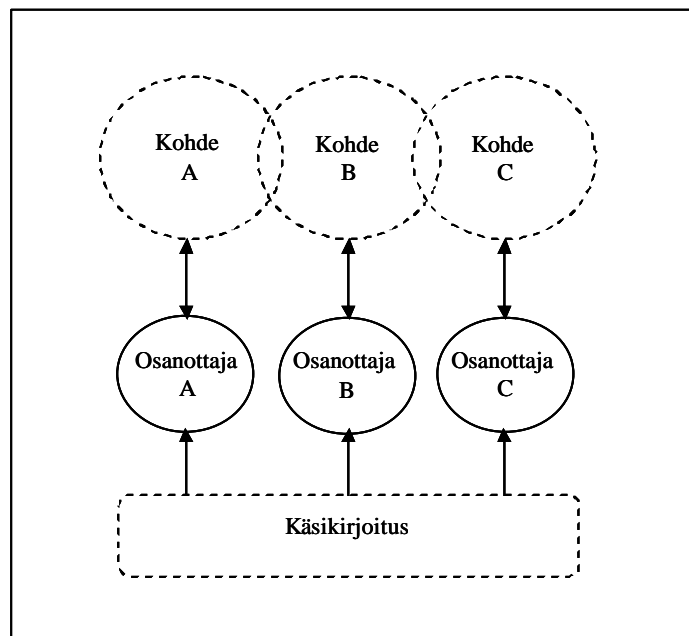 Kohde
A
Kohde
B
Kohde
C
Osanottaja
A
Osanottaja
B
Osanottaja
C
Käsikirjoitus